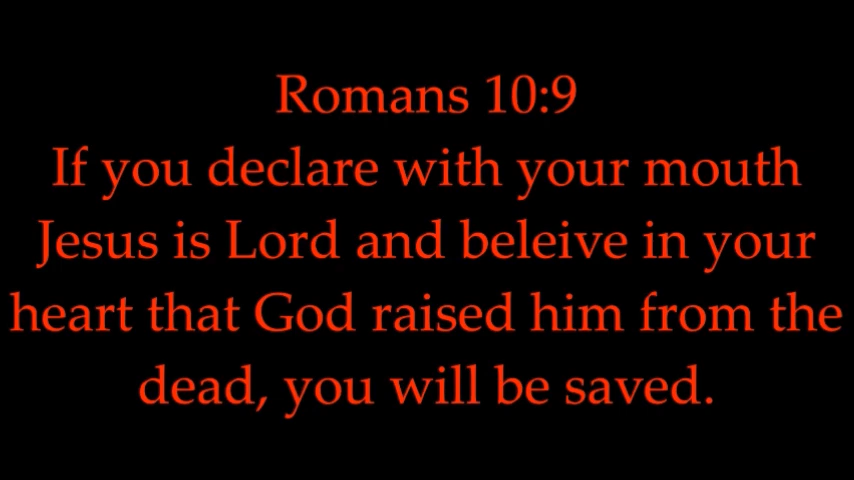 Romans 10:9
If you declare with your mouth
Jesus is Lord and beleive in your
heart that God raised him from the
dead, you will be saved.